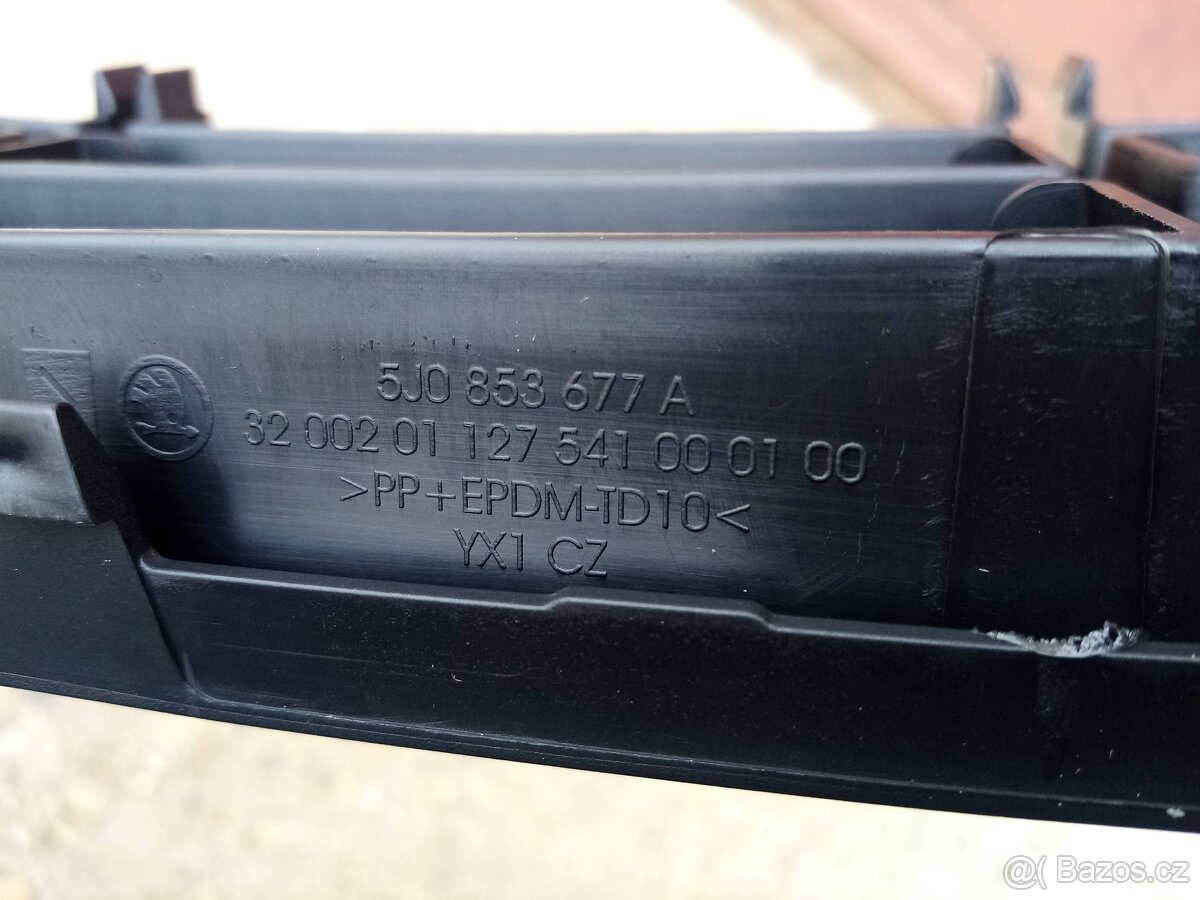 5J0 853 677 A
32 002 01 127 541 00 01 00
>PP+EPDM-TD10<
YX1 CZ
@( Bazos.cz